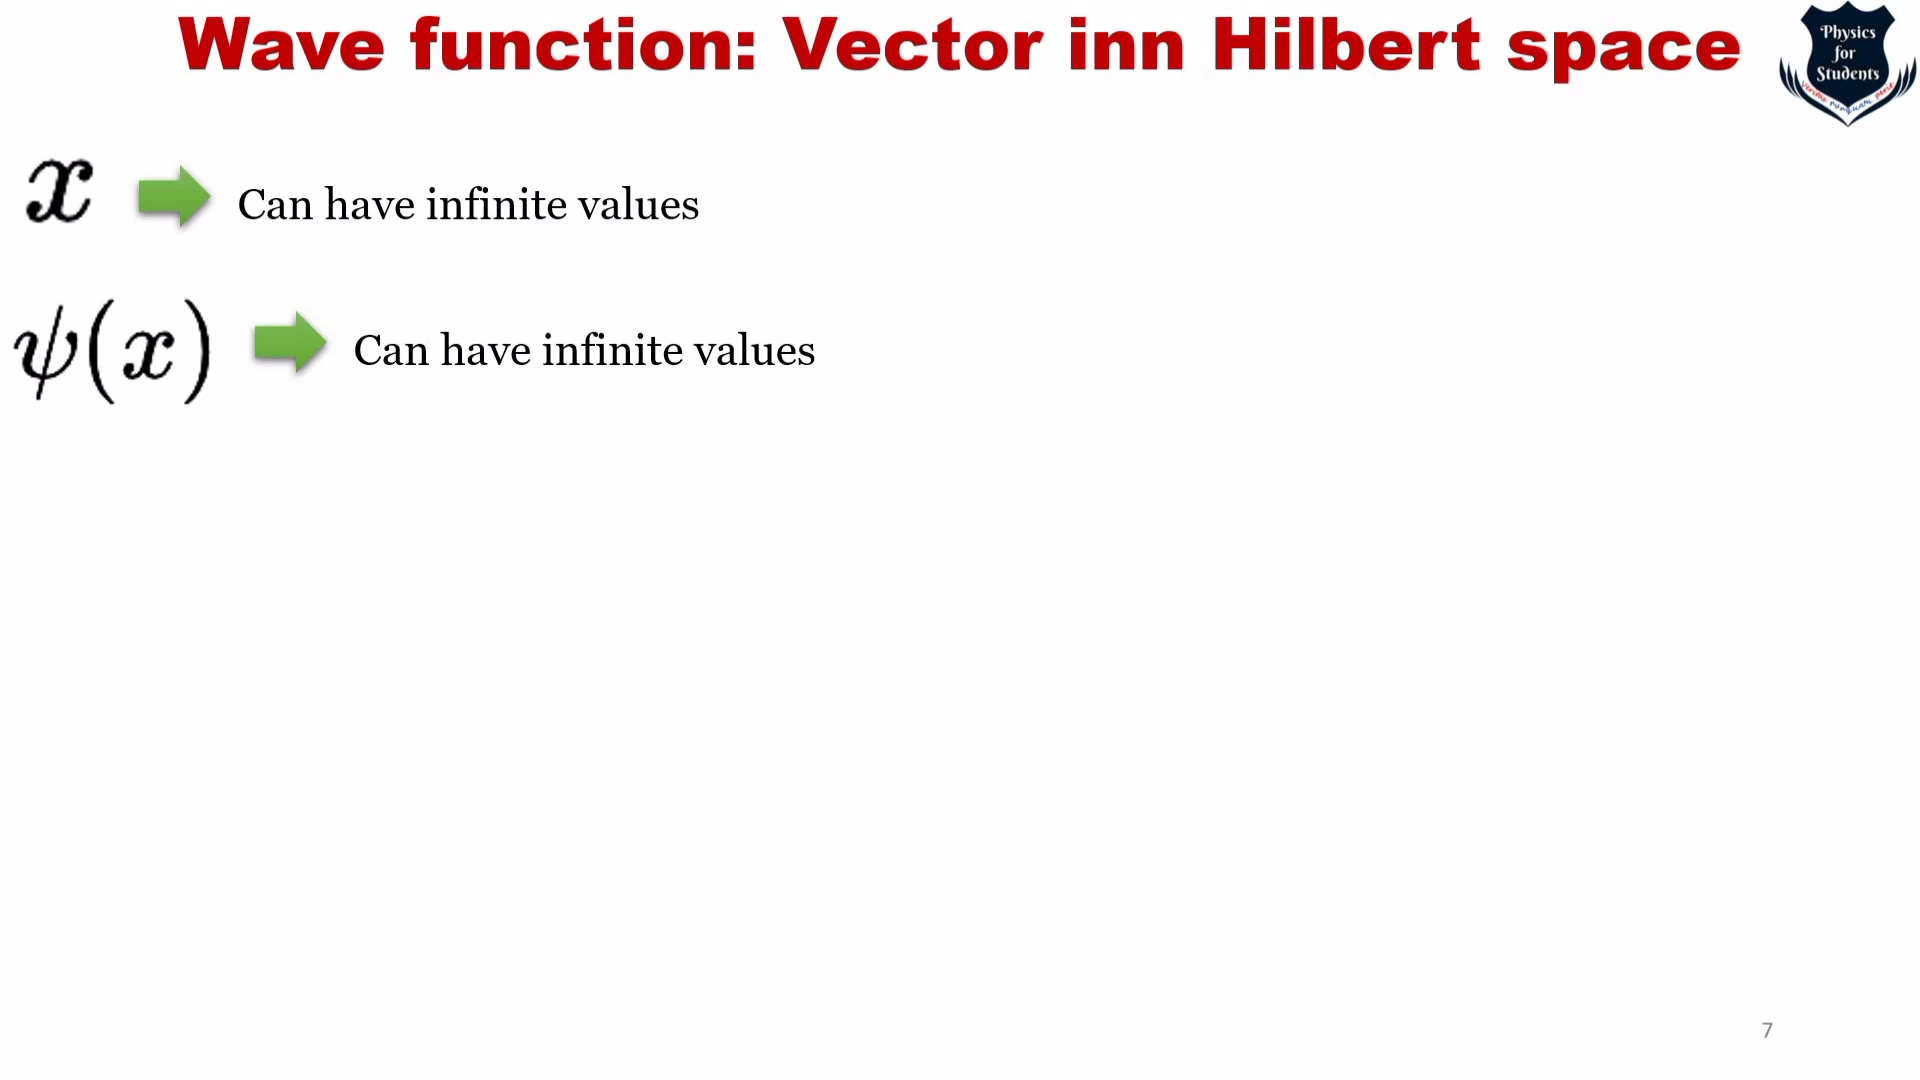 Wave function: Vector inn Hilbert space
Physics
for
Students
x Can have infinite values
ψ(x) Can have infinite values
7